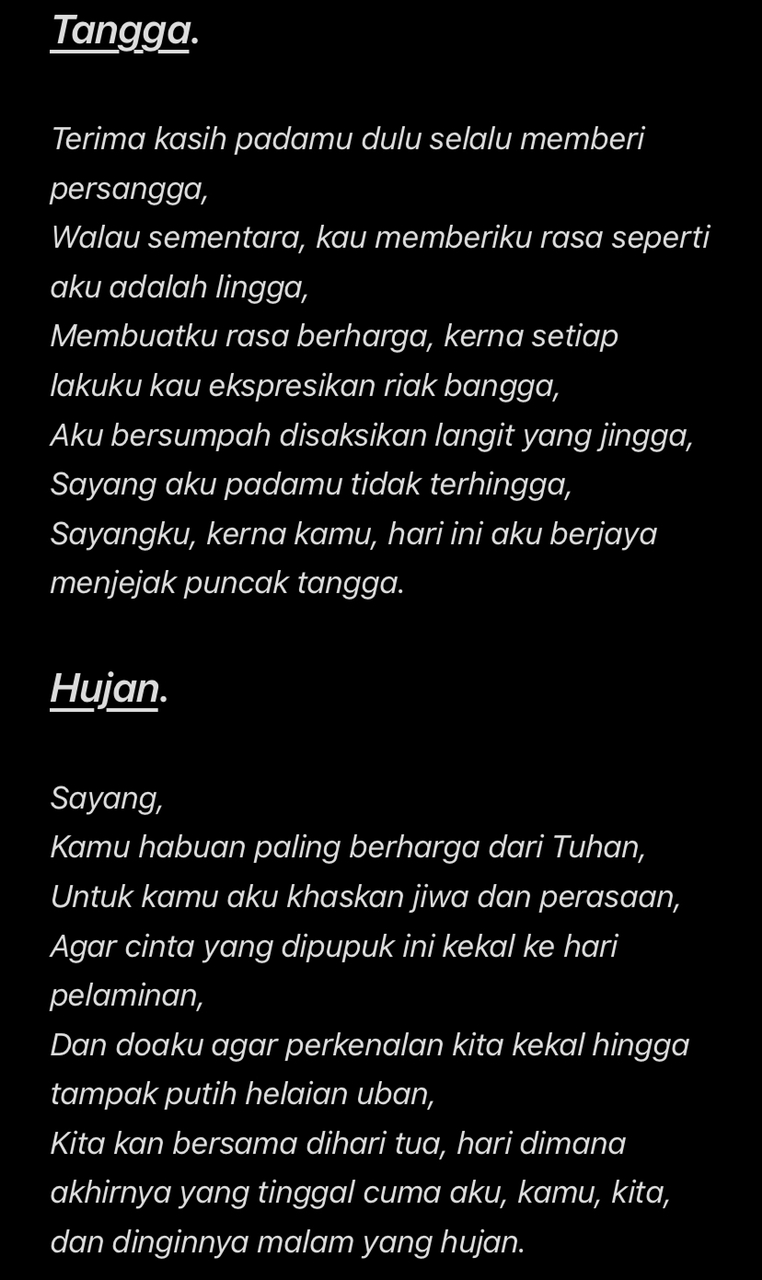 Tangga.
Terima kasih padamu dulu selalu memberi
persangga,
Walau sementara, kau memberiku rasa seperti
aku adalah lingga,
Membuatku rasa berharga, kerna setiap
lakuku kau ekspresikan riak bangga,
Aku bersumpah disaksikan langit yang jingga,
Sayang aku padamu tidak terhingga,
Sayangku, kerna kamu, hari ini aku berjaya
menjejak puncak tangga.
Hujan.
Sayang,
Kamu habuan paling berharga dari Tuhan,
Untuk kamu aku khaskan jiwa dan perasaan,
Agar cinta yang dipupuk ini kekal ke hari
pelaminan,
Dan doaku agar perkenalan kita kekal hingga
tampak putih helaian uban,
Kita kan bersama dihari tua, hari dimana
akhirnya yang tinggal cuma aku, kamu, kita,
dan dinginnya malam yang hujan.